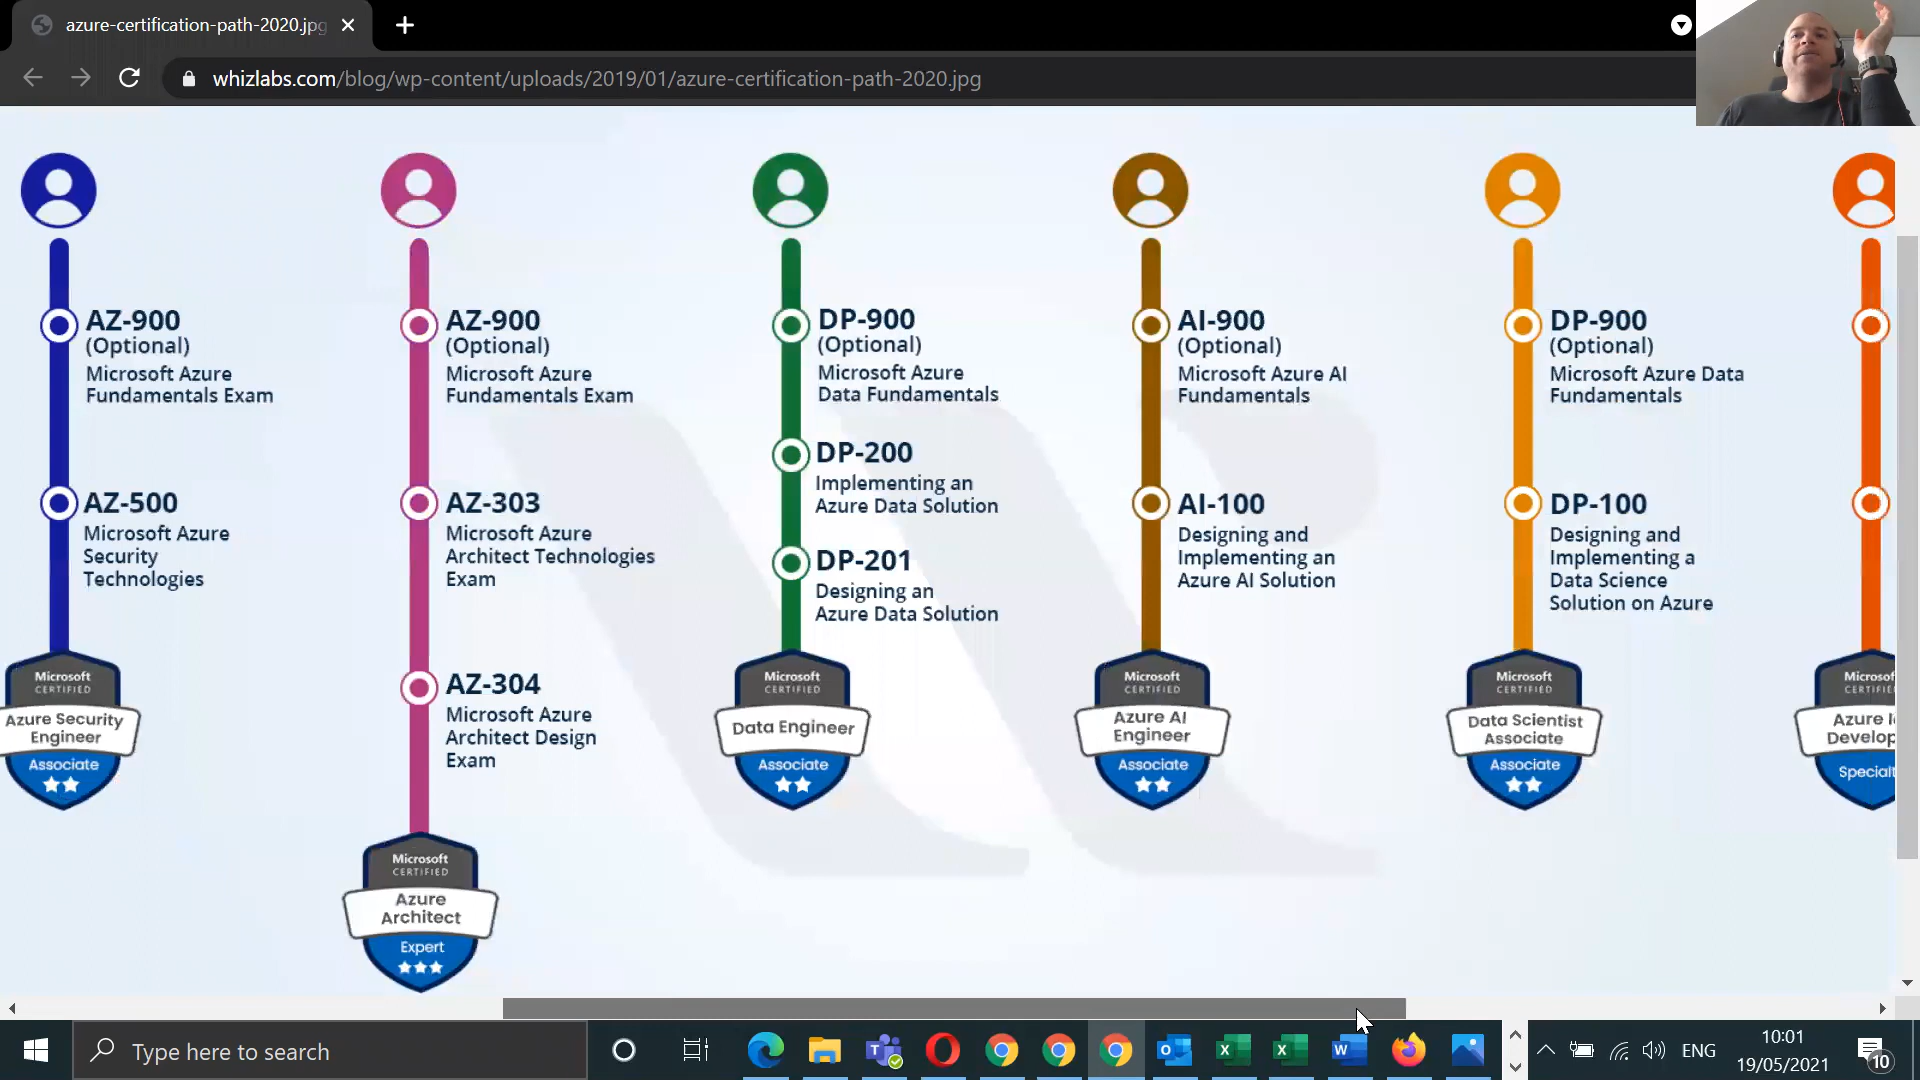 azure-certification-path-2020.jpg
whizlabs.com/blog/wp-content/uploads/2019/01/azure-certification-path-2020.jpg
AZ-900
(Optional)
Microsoft Azure
Fundamentals Exam
AZ-500
Microsoft Azure
Security
Technologies
Microsoft
CERTIFIED
Azure Security
Engineer
Associate
AZ-900
(Optional)
Microsoft Azure
Fundamentals Exam
AZ-303
Microsoft Azure
Architect Technologies
Exam
AZ-304
Microsoft Azure
Architect Design
Exam
Microsoft
CERTIFIED
Azure
Architect
Expert
DP-900
(Optional)
Microsoft Azure
Data Fundamentals
DP-200
Implementing an
Azure Data Solution
DP-201
Designing an
Azure Data Solution
Microsoft
CERTIFIED
Data Engineer
Associate
AI-900
(Optional)
Microsoft Azure AI
Fundamentals
AI-100
Designing and
Implementing an
Azure AI Solution
Microsoft
CERTIFIED
Azure AI
Engineer
Associate
DP-900
(Optional)
Microsoft Azure Data
Fundamentals
DP-100
Designing and
Implementing a
Data Science
Solution on Azure
Microsoft
CERTIFIED
Data Scientist
Associate
Associate
Azure
Type here to search
ENG
10:01
19/05/2021
10